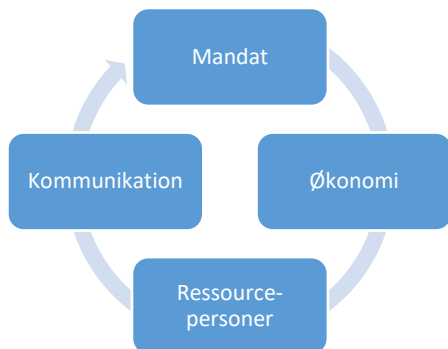 Mandat
Kommunikation
Økonomi
Ressource-
personer